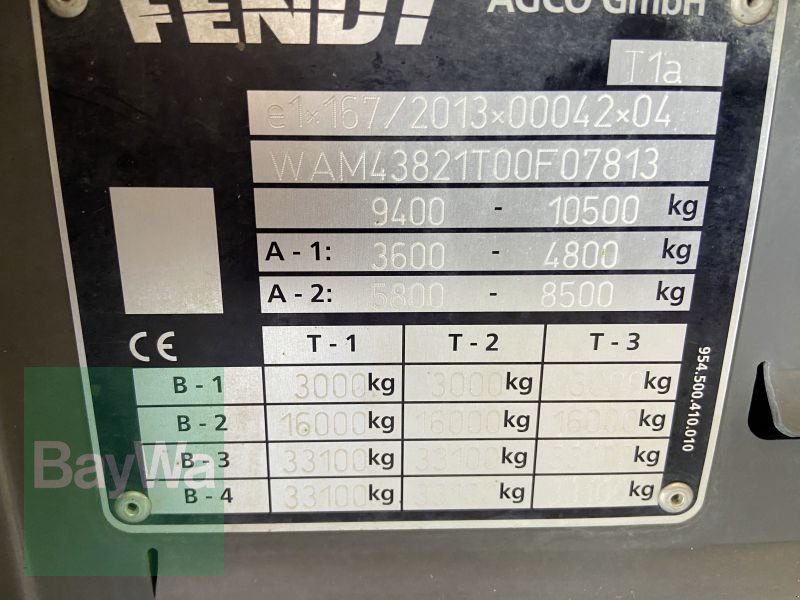 FENDT AGCO GmbH
T1a
e1*167/2013*00042*04
WAM43821T00F07813
9400 - 10500 kg
A - 1: 3600 - 4800 kg
A - 2: 5800 - 8500 kg
CE T - 1 T - 2 T - 3
B - 1 3000 kg 3000 kg kg
B - 2 16000 kg 16000 kg 16000 kg
B - 3 33100 kg 33100 kg kg
B - 4 33100 kg kg kg
954.500.410.010
BayWa